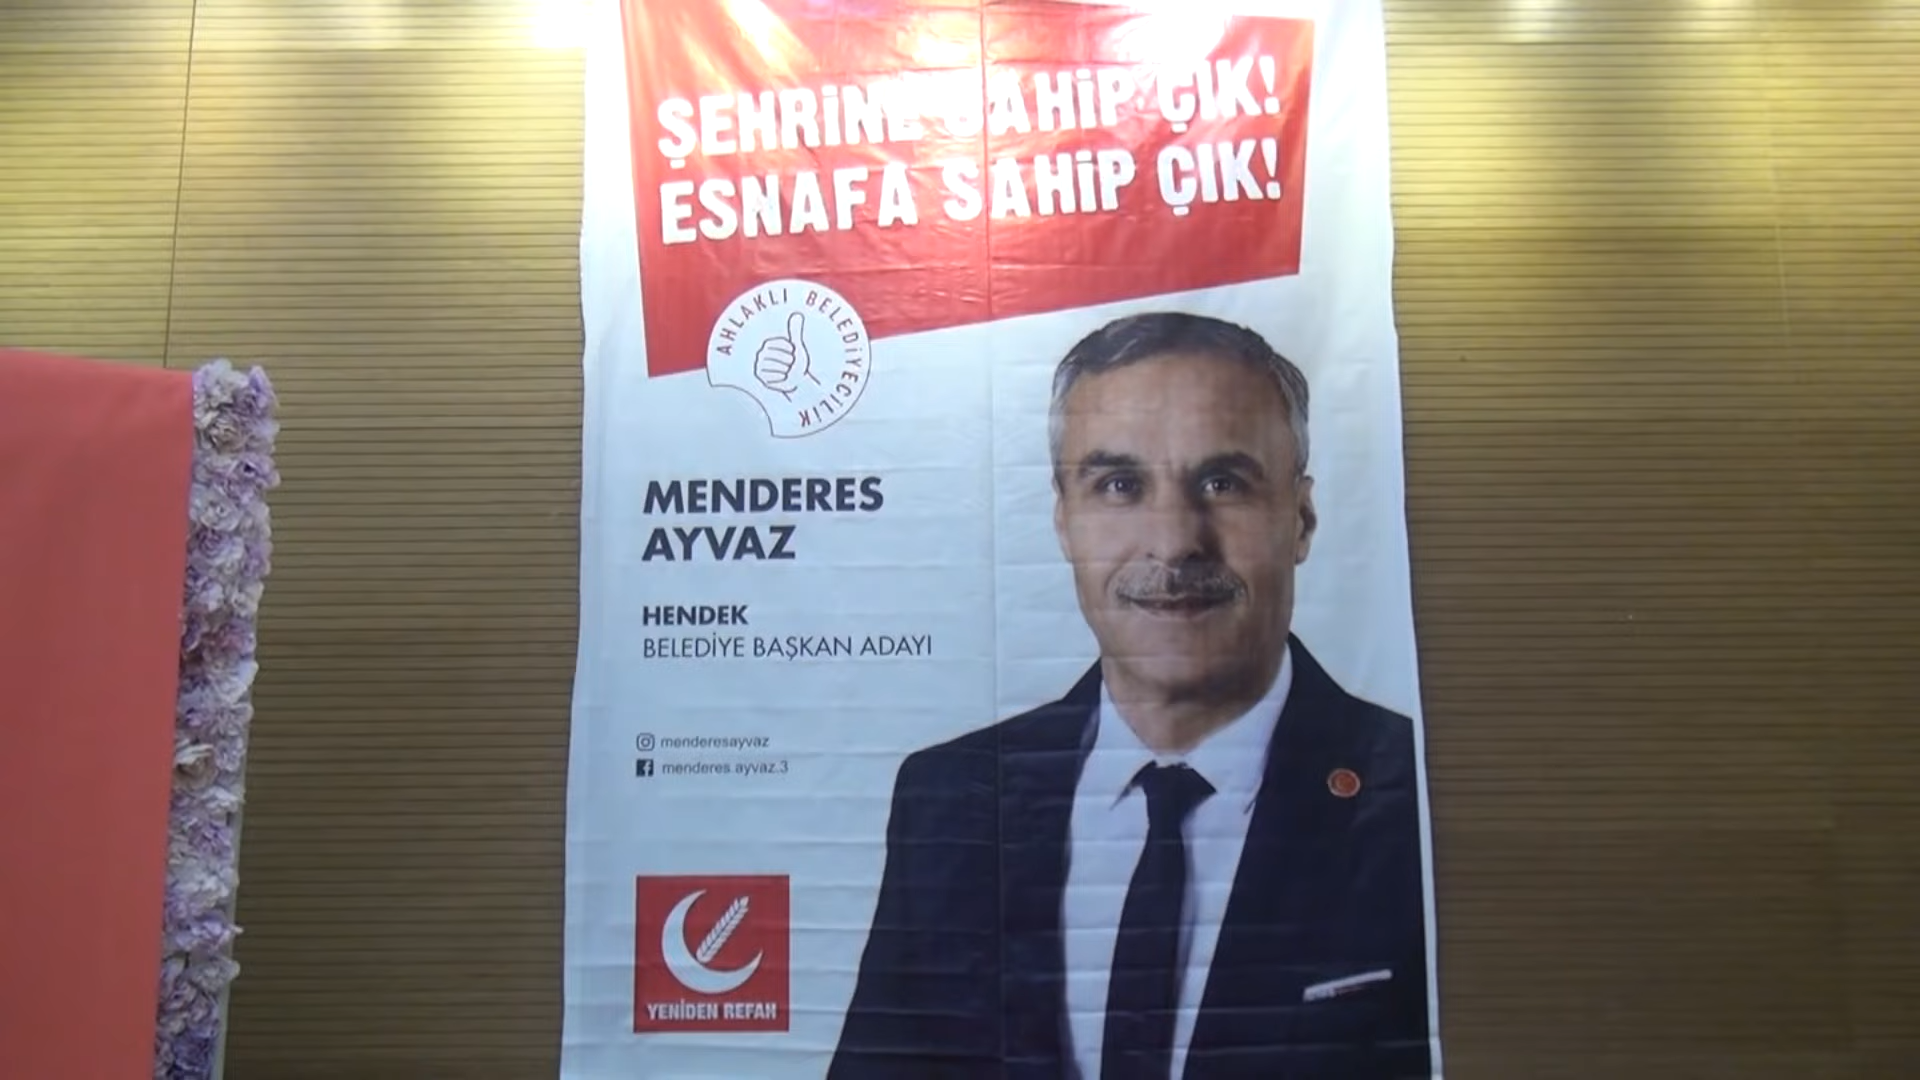 ŞEHRİNE SAHİP ÇIK!
ESNAFA SAHİP ÇIK!
AHLAKLI BELEDİYECİLİK
MENDERES
AYVAZ
HENDEK
BELEDİYE BAŞKAN ADAYI
menderesayvaz
menderes.ayvaz.3
YENİDEN REFAH